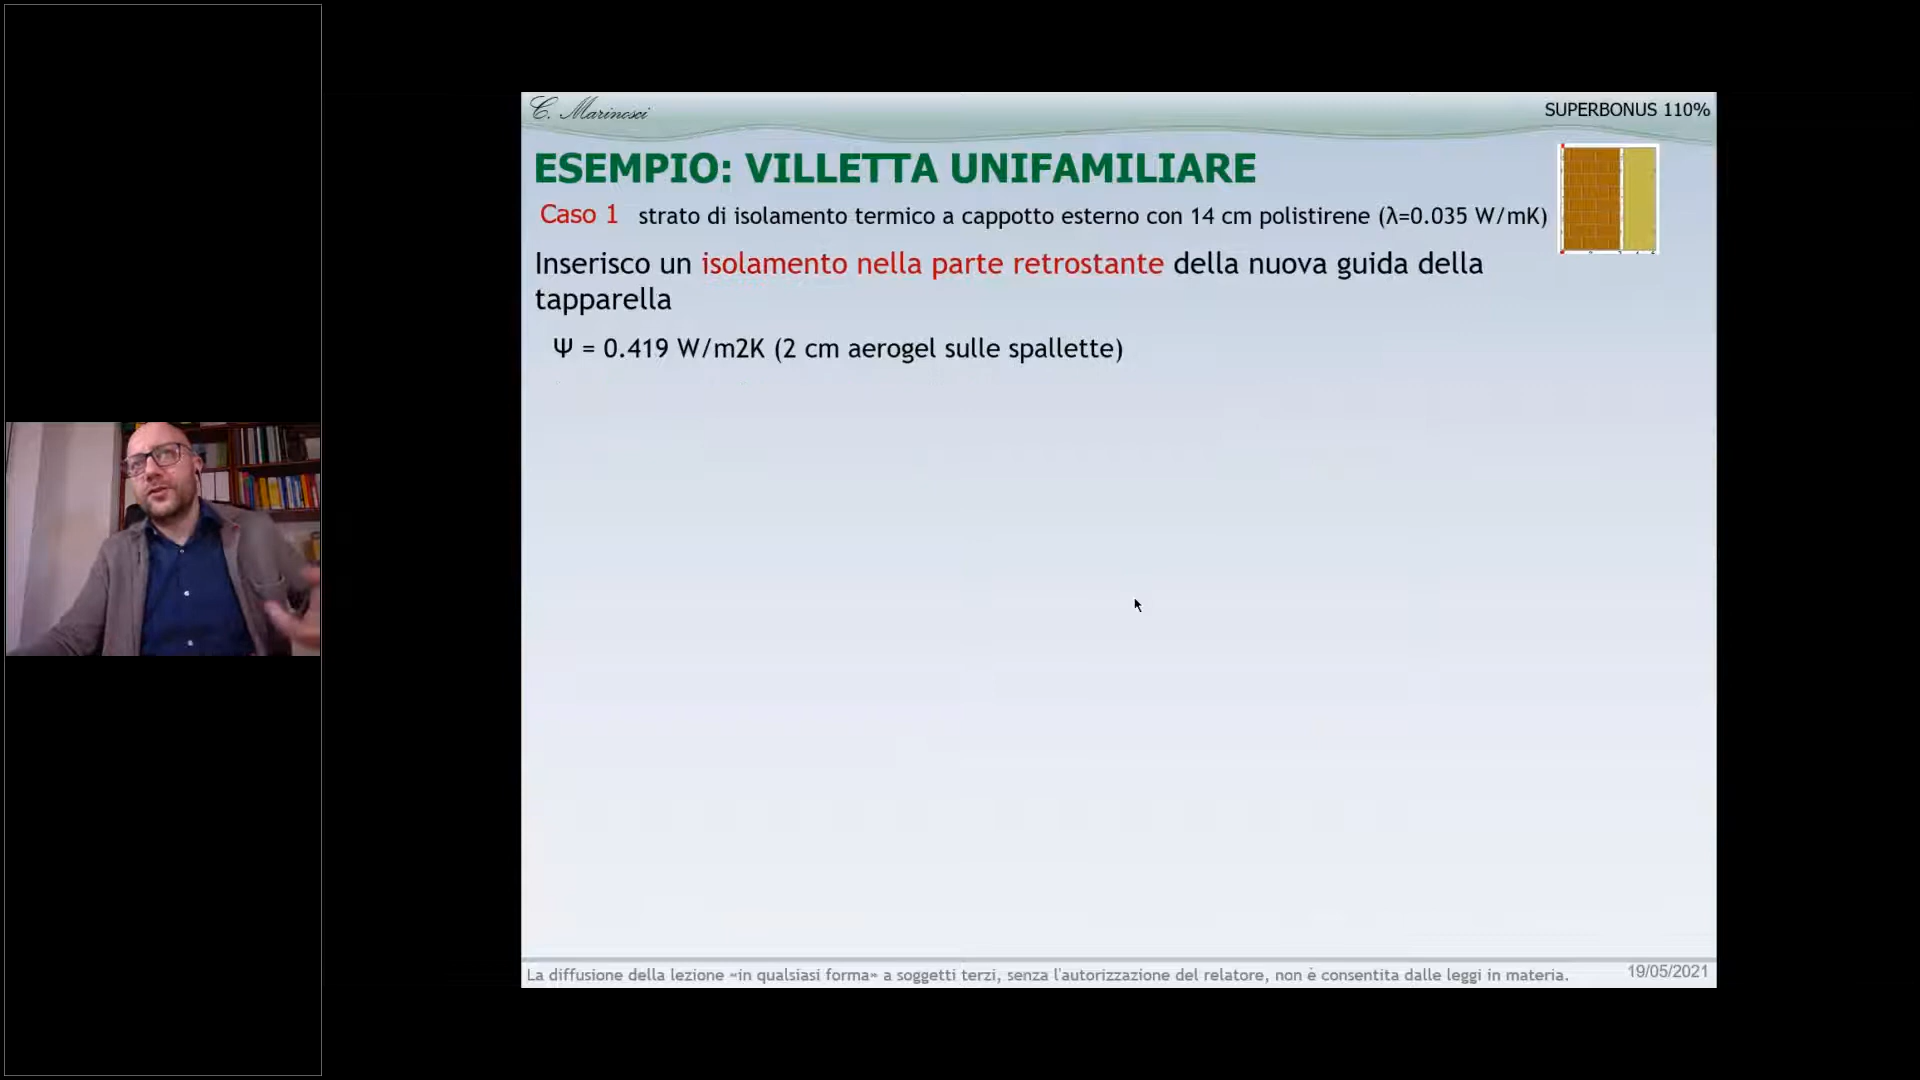 C. Marinosci
SUPERBONUS 110%
ESEMPIO: VILLETTA UNIFAMILIARE
Caso 1 strato di isolamento termico a cappotto esterno con 14 cm polistirene (λ=0.035 W/mK)
Inserisco un isolamento nella parte retrostante della nuova guida della
tapparella
Ψ = 0.419 W/m2K (2 cm aerogel sulle spallette)
La diffusione della lezione «in qualsiasi forma» a soggetti terzi, senza l'autorizzazione del relatore, non è consentita dalle leggi in materia.
19/05/2021